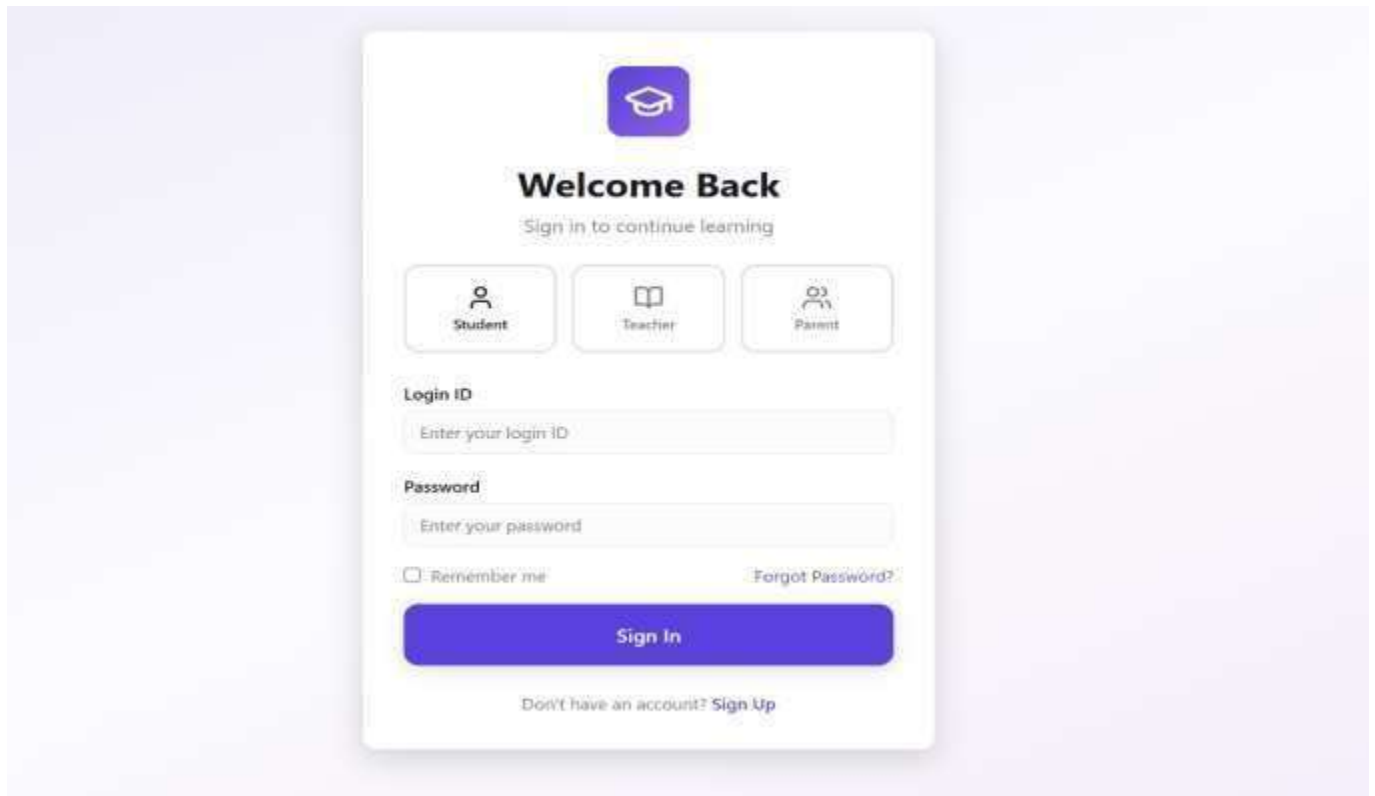 Welcome Back
Sign in to continue learning
Student Teacher Parent
Login ID
Enter your login ID
Password
Enter your password
Remember me Forgot Password?
Sign In
Don't have an account? Sign Up